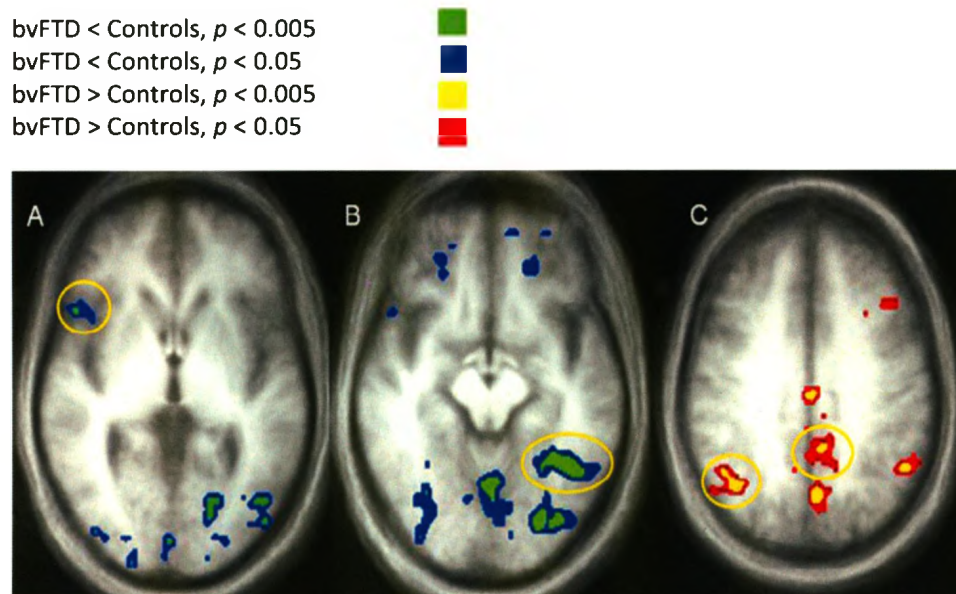 bvFTD < Controls, p < 0.005
bvFTD < Controls, p < 0.05
bvFTD > Controls, p < 0.005
bvFTD > Controls, p < 0.05
A B C